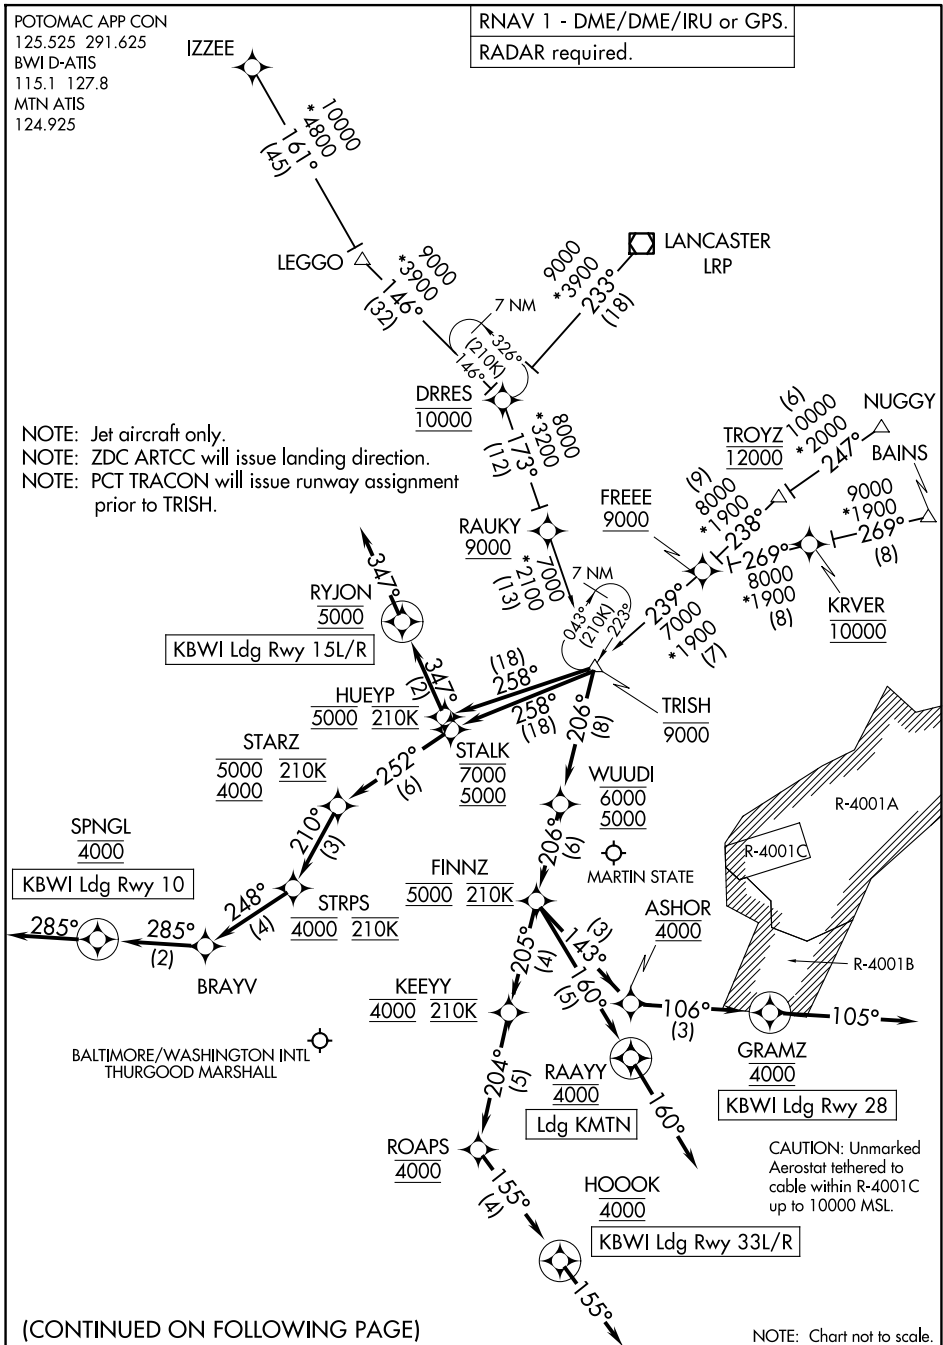 POTOMAC APP CON
125.525 291.625
BWI D-ATIS
115.1 127.8
MTN ATIS
124.925
RNAV 1 - DME/DME/IRU or GPS.
RADAR required.
IZZEE
10000
*4800
161°
(45)
LEGGO
9000
*3900
146°
(32)
LANCASTER
LRP
9000
*3900
233°
(18)
7 NM
326°
(210K)
146°
DRRES
10000
8000
*3200
173°
(12)
NOTE: Jet aircraft only.
NOTE: ZDC ARTCC will issue landing direction.
NOTE: PCT TRACON will issue runway assignment
prior to TRISH.
NUGGY
(6)
10000
*2000
247°
TROYZ
12000
BAINS
9000
*1900
269°
(8)
(9)
8000
*1900
238°
FREEE
9000
269°
8000
*1900
(8)
KRVER
10000
RAUKY
9000
7000
*2100
(13)
7 NM
043°
(210K)
223°
239°
7000
*1900
(7)
TRISH
9000
347°
RYJON
5000
KBWI Ldg Rwy 15L/R
347°
(2)
HUEYP
5000 210K
(18)
258°
258°
(18)
206°
(8)
STALK
7000
5000
STARZ
5000 210K
4000
252°
(6)
WUUDI
6000
5000
R-4001A
R-4001C
SPNGL
4000
KBWI Ldg Rwy 10
210°
(3)
206°
(6)
MARTIN STATE
FINNZ
5000 210K
STRPS
4000 210K
248°
(4)
285°
285°
(2)
BRAYV
ASHOR
4000
(3)
143°
R-4001B
205°
(4)
160°
(5)
KEEYY
4000 210K
106°
(3)
105°
GRAMZ
4000
KBWI Ldg Rwy 28
BALTIMORE/WASHINGTON INTL
THURGOOD MARSHALL
RAAYY
4000
Ldg KMTN
160°
204°
(5)
ROAPS
4000
CAUTION: Unmarked
Aerostat tethered to
cable within R-4001C
up to 10000 MSL.
155°
(4)
HOOOK
4000
KBWI Ldg Rwy 33L/R
155°
(CONTINUED ON FOLLOWING PAGE)
NOTE: Chart not to scale.